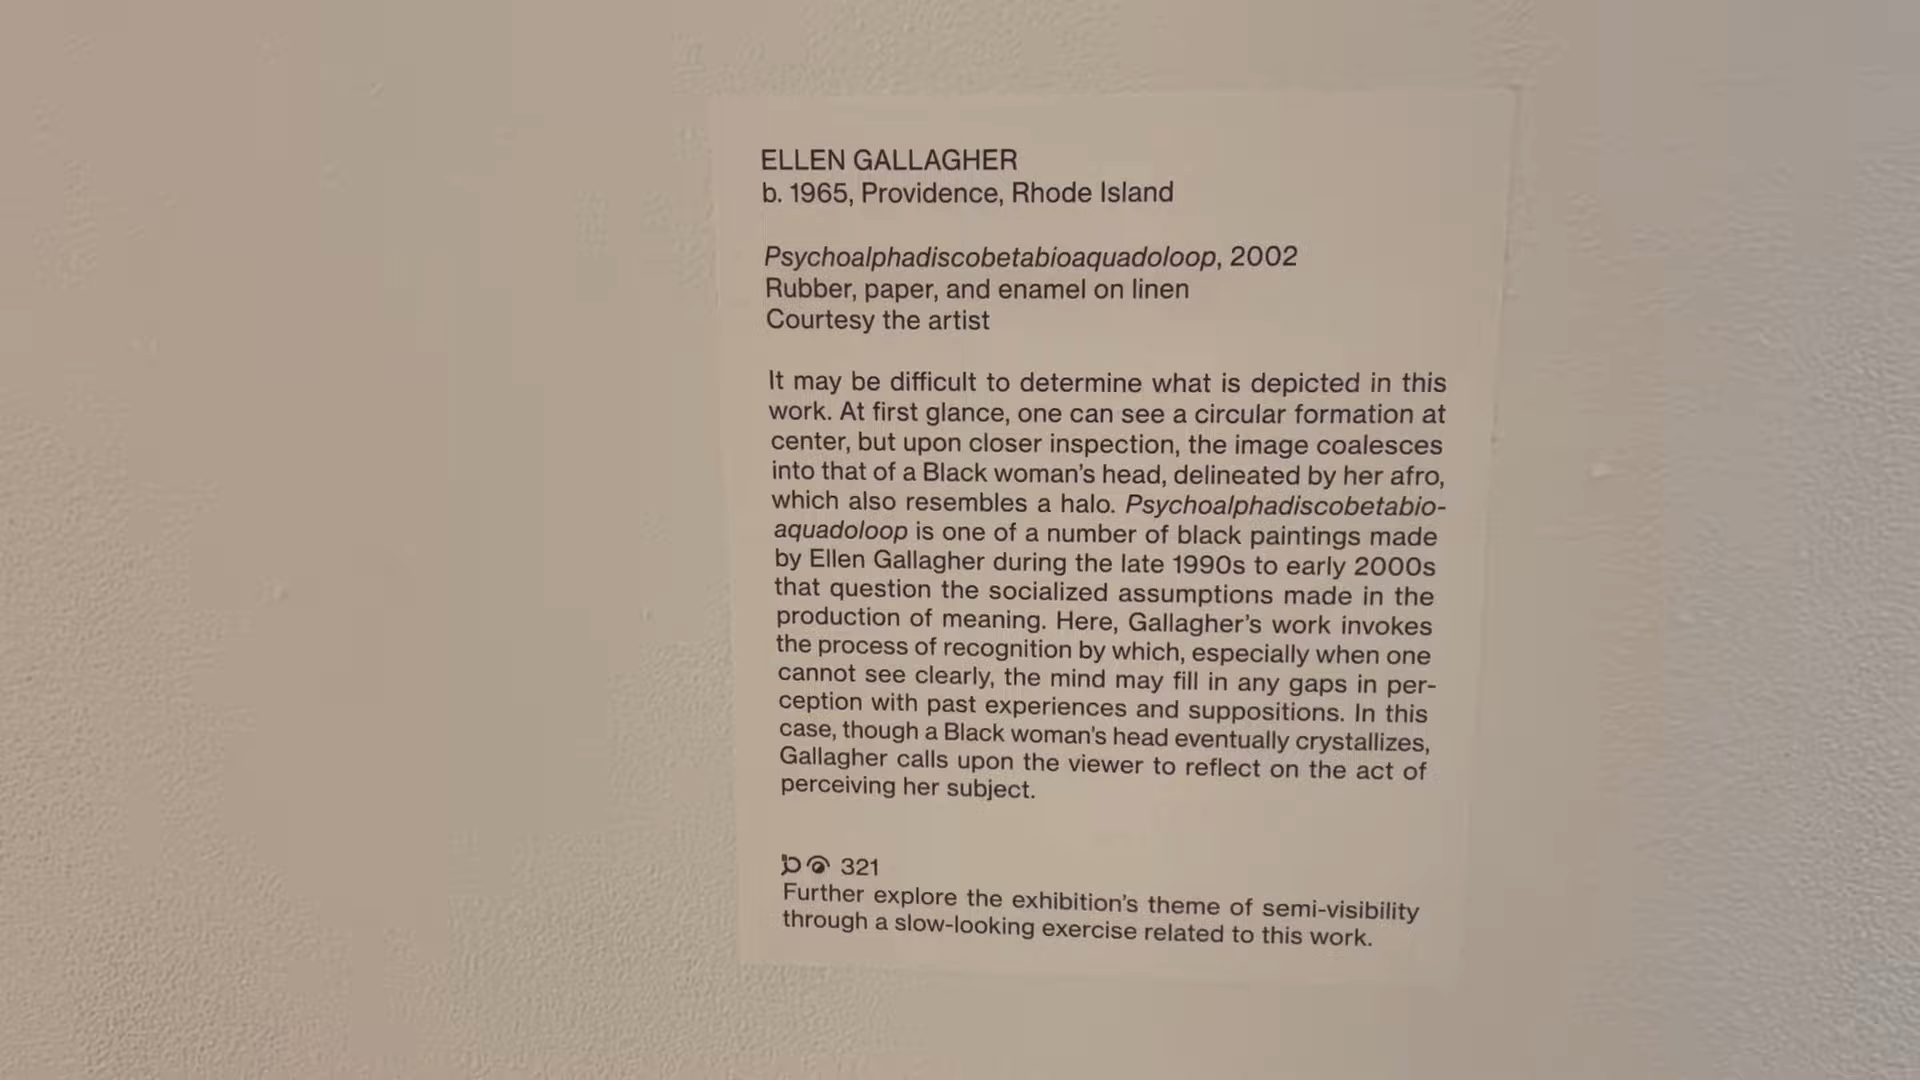 ELLEN GALLAGHER
b. 1965, Providence, Rhode Island
Psychoalphadiscobetabioaquadoloop, 2002
Rubber, paper, and enamel on linen
Courtesy the artist
It may be difficult to determine what is depicted in this
work. At first glance, one can see a circular formation at
center, but upon closer inspection, the image coalesces
into that of a Black woman's head, delineated by her afro,
which also resembles a halo. Psychoalphadiscobetabio-
aquadoloop is one of a number of black paintings made
by Ellen Gallagher during the late 1990s to early 2000s
that question the socialized assumptions made in the
production of meaning. Here, Gallagher's work invokes
the process of recognition by which, especially when one
cannot see clearly, the mind may fill in any gaps in per-
ception with past experiences and suppositions. In this
case, though a Black woman's head eventually crystallizes,
Gallagher calls upon the viewer to reflect on the act of
perceiving her subject.
321
Further explore the exhibition's theme of semi-visibility
through a slow-looking exercise related to this work.